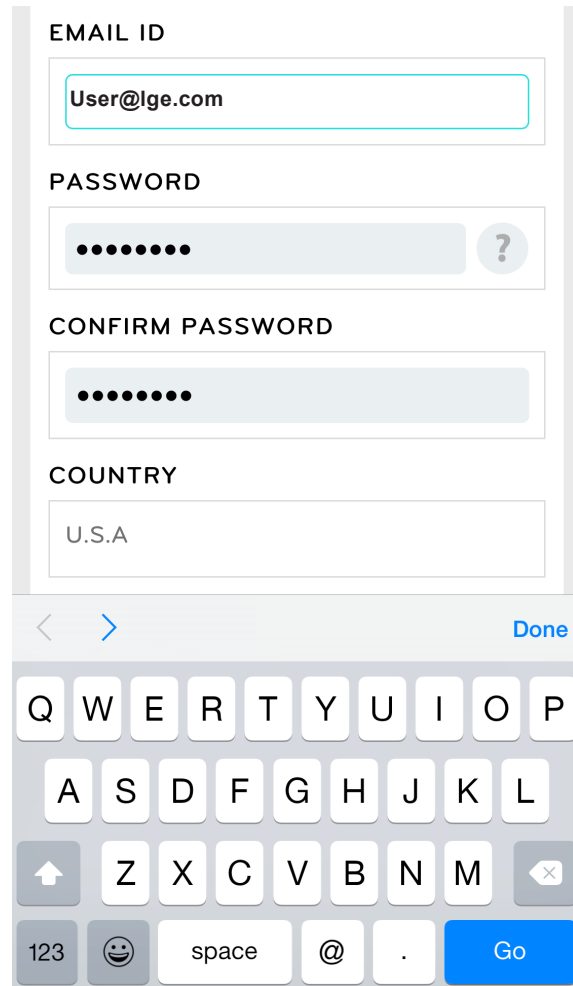 EMAIL ID
User@lge.com
PASSWORD
••••••••
?
CONFIRM PASSWORD
••••••••
COUNTRY
U.S.A
Done
Q W E R T Y U I O P
A S D F G H J K L
Z X C V B N M
123 space @ . Go